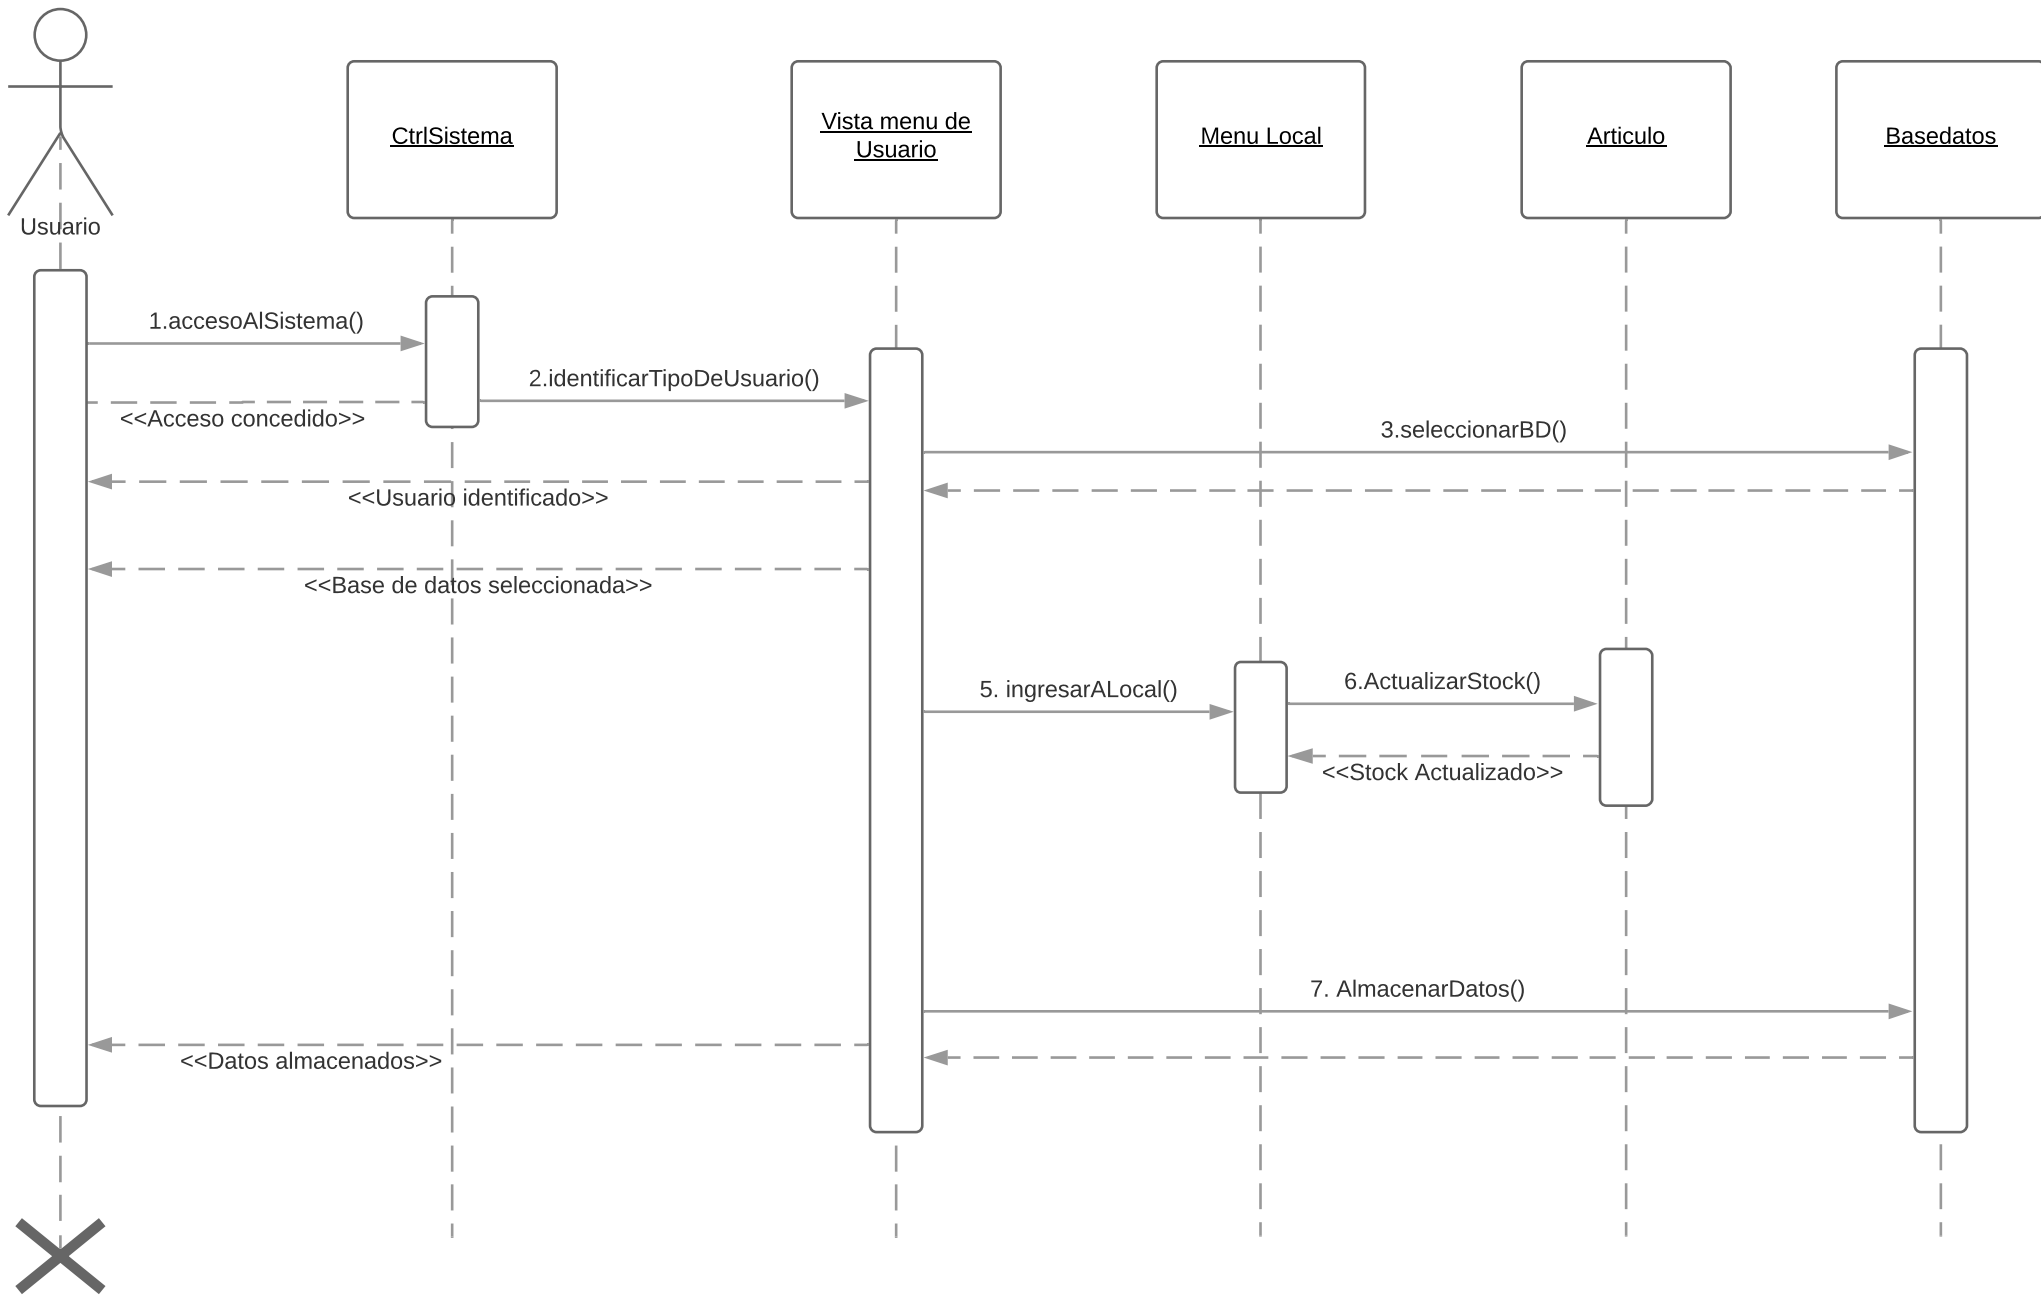 Usuario
CtrlSistema
Vista menu de
Usuario
Menu Local
Articulo
Basedatos
1.accesoAlSistema()
2.identificarTipoDeUsuario()
<<Acceso concedido>>
3.seleccionarBD()
<<Usuario identificado>>
<<Base de datos seleccionada>>
5. ingresarALocal()
6.ActualizarStock()
<<Stock Actualizado>>
7. AlmacenarDatos()
<<Datos almacenados>>